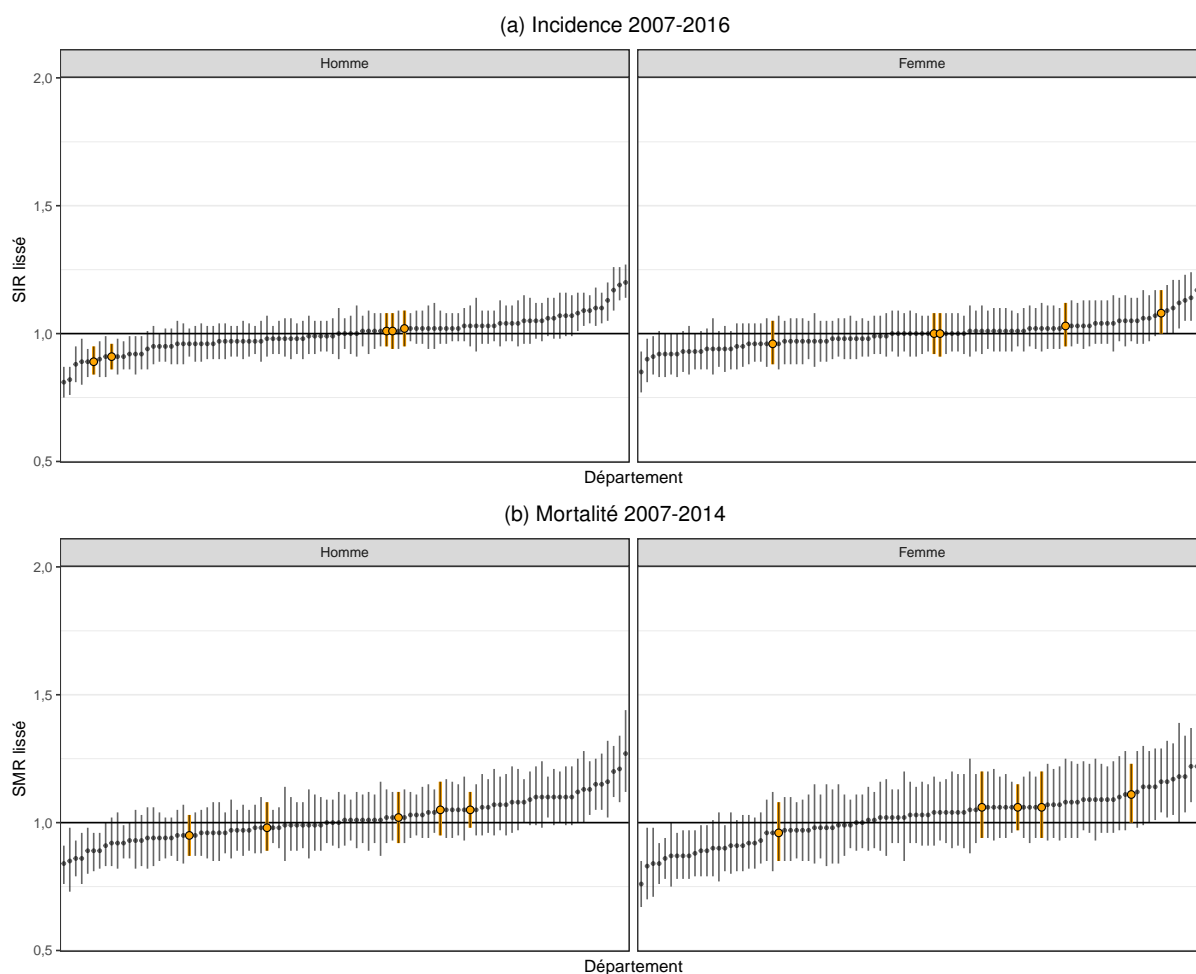 (a) Incidence 2007-2016
Homme
Femme
2,0
1,5
1,0
0,5
SIR lissé
Département
(b) Mortalité 2007-2014
Homme
Femme
2,0
1,5
1,0
0,5
SMR lissé
Département